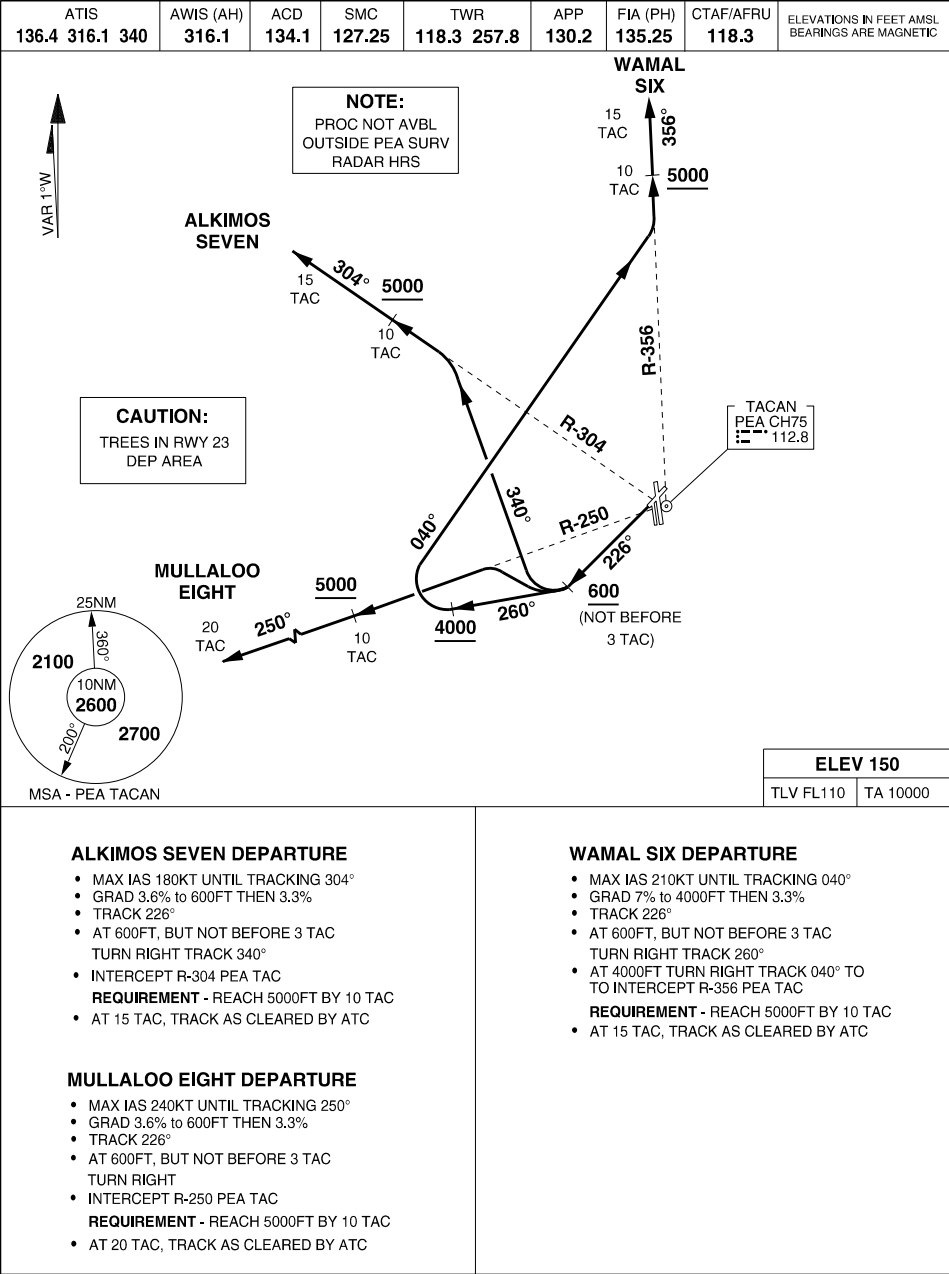 ATIS
136.4 316.1 340
AWIS (AH)
316.1
ACD
134.1
SMC
127.25
TWR
118.3 257.8
APP
130.2
FIA (PH)
135.25
CTAF/AFRU
118.3
ELEVATIONS IN FEET AMSL
BEARINGS ARE MAGNETIC
VAR 1°W
NOTE:
PROC NOT AVBL
OUTSIDE PEA SURV
RADAR HRS
WAMAL
SIX
15
TAC
356°
10
TAC
5000
ALKIMOS
SEVEN
304°
15
TAC
5000
10
TAC
R-356
CAUTION:
TREES IN RWY 23
DEP AREA
TACAN
PEA CH75
112.8
R-304
340°
040°
R-250
226°
MULLALOO
EIGHT
5000
600
(NOT BEFORE
3 TAC)
260°
4000
250°
20
TAC
10
TAC
25NM
360°
2100
10NM
2600
2700
200°
MSA - PEA TACAN
ELEV 150
TLV FL110
TA 10000
ALKIMOS SEVEN DEPARTURE
• MAX IAS 180KT UNTIL TRACKING 304°
• GRAD 3.6% to 600FT THEN 3.3%
• TRACK 226°
• AT 600FT, BUT NOT BEFORE 3 TAC
TURN RIGHT TRACK 340°
• INTERCEPT R-304 PEA TAC
REQUIREMENT - REACH 5000FT BY 10 TAC
• AT 15 TAC, TRACK AS CLEARED BY ATC
MULLALOO EIGHT DEPARTURE
• MAX IAS 240KT UNTIL TRACKING 250°
• GRAD 3.6% to 600FT THEN 3.3%
• TRACK 226°
• AT 600FT, BUT NOT BEFORE 3 TAC
TURN RIGHT
• INTERCEPT R-250 PEA TAC
REQUIREMENT - REACH 5000FT BY 10 TAC
• AT 20 TAC, TRACK AS CLEARED BY ATC
WAMAL SIX DEPARTURE
• MAX IAS 210KT UNTIL TRACKING 040°
• GRAD 7% to 4000FT THEN 3.3%
• TRACK 226°
• AT 600FT, BUT NOT BEFORE 3 TAC
TURN RIGHT TRACK 260°
• AT 4000FT TURN RIGHT TRACK 040° TO
TO INTERCEPT R-356 PEA TAC
REQUIREMENT - REACH 5000FT BY 10 TAC
• AT 15 TAC, TRACK AS CLEARED BY ATC